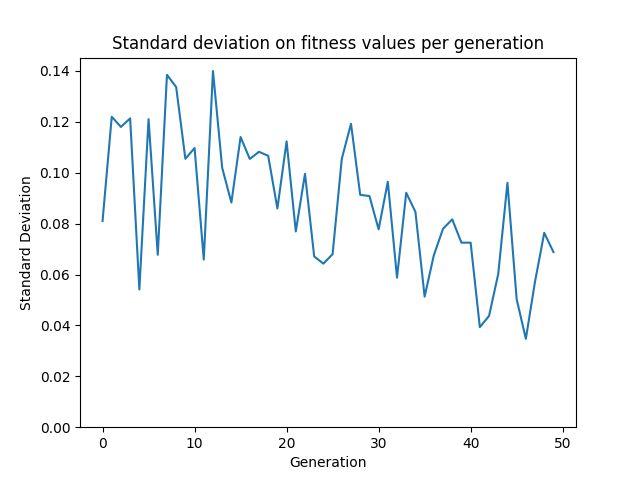 Standard deviation on fitness values per generation
0.14
0.12
0.10
0.08
0.06
0.04
0.02
0.00
Standard Deviation
0 10 20 30 40 50
Generation